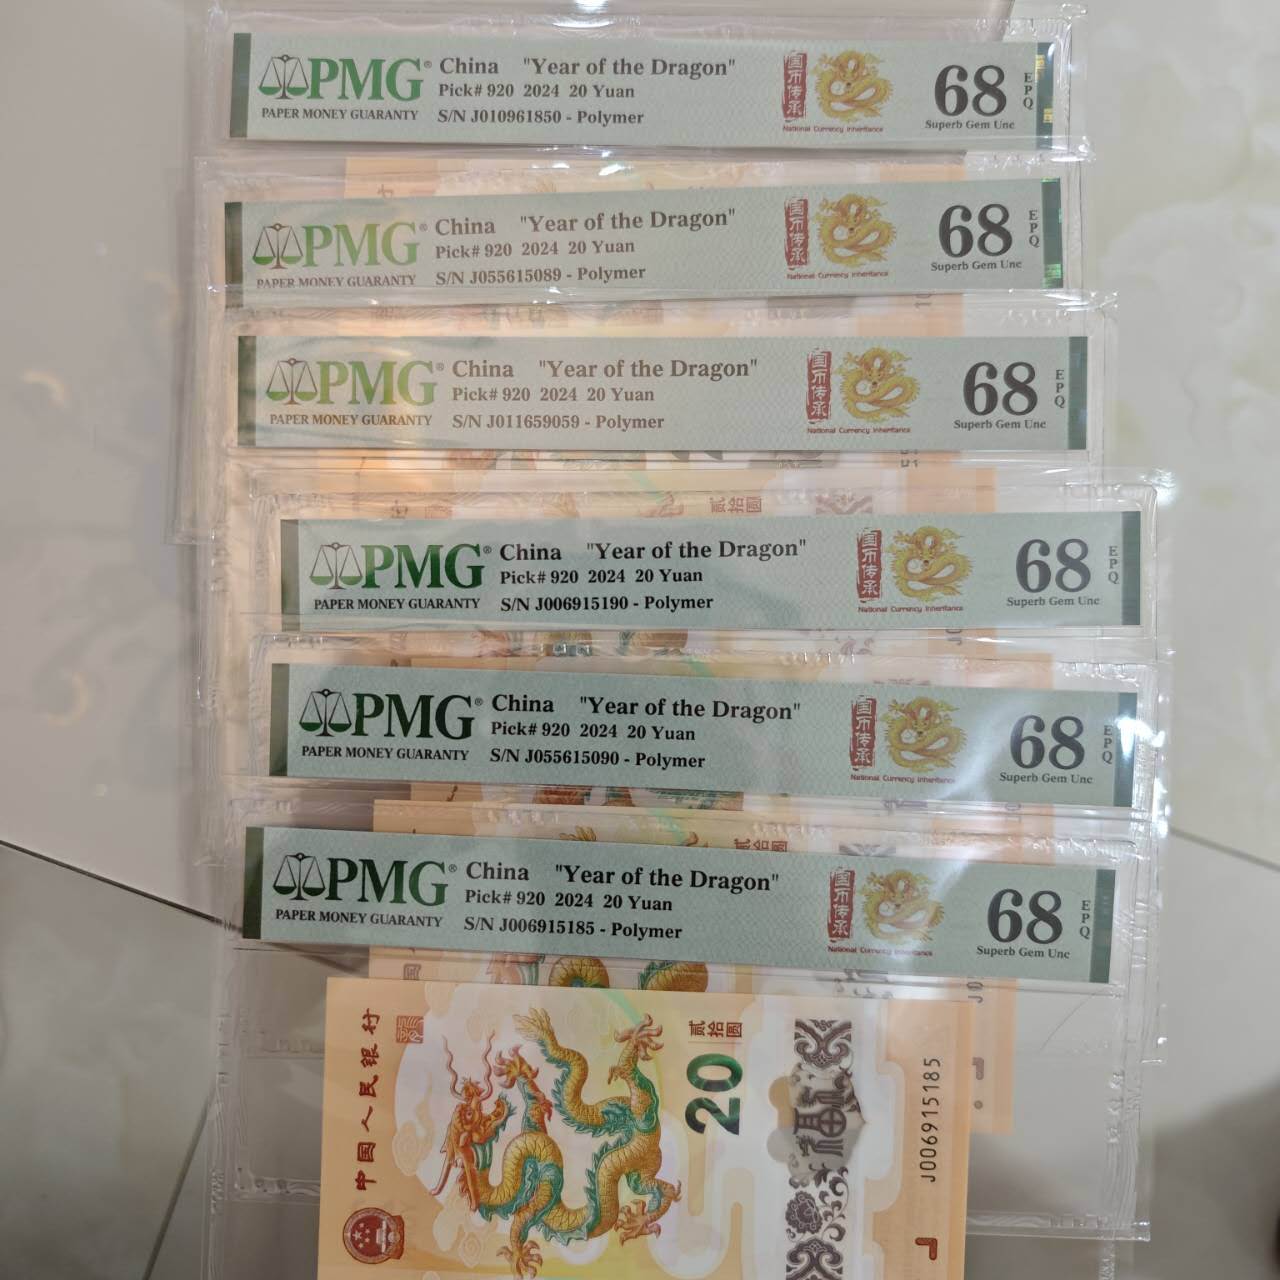 PMG® China "Year of the Dragon"
Pick# 920 2024 20 Yuan
PAPER MONEY GUARANTY S/N J010961850 - Polymer
国币传承
National Currency Inheritance
68 EPQ
Superb Gem Unc
PMG® China "Year of the Dragon"
Pick# 920 2024 20 Yuan
PAPER MONEY GUARANTY S/N J055615089 - Polymer
国币传承
National Currency Inheritance
68 EPQ
Superb Gem Unc
PMG® China "Year of the Dragon"
Pick# 920 2024 20 Yuan
PAPER MONEY GUARANTY S/N J011659059 - Polymer
国币传承
National Currency Inheritance
68 EPQ
Superb Gem Unc
贰拾圆
PMG® China "Year of the Dragon"
Pick# 920 2024 20 Yuan
PAPER MONEY GUARANTY S/N J006915190 - Polymer
国币传承
National Currency Inheritance
68 EPQ
Superb Gem Unc
PMG® China "Year of the Dragon"
Pick# 920 2024 20 Yuan
PAPER MONEY GUARANTY S/N J055615090 - Polymer
国币传承
National Currency Inheritance
68 EPQ
Superb Gem Unc
贰拾圆
PMG® China "Year of the Dragon"
Pick# 920 2024 20 Yuan
PAPER MONEY GUARANTY S/N J006915185 - Polymer
国币传承
National Currency Inheritance
68 EPQ
Superb Gem Unc
中国人民银行
贰拾圆
20
J006915185